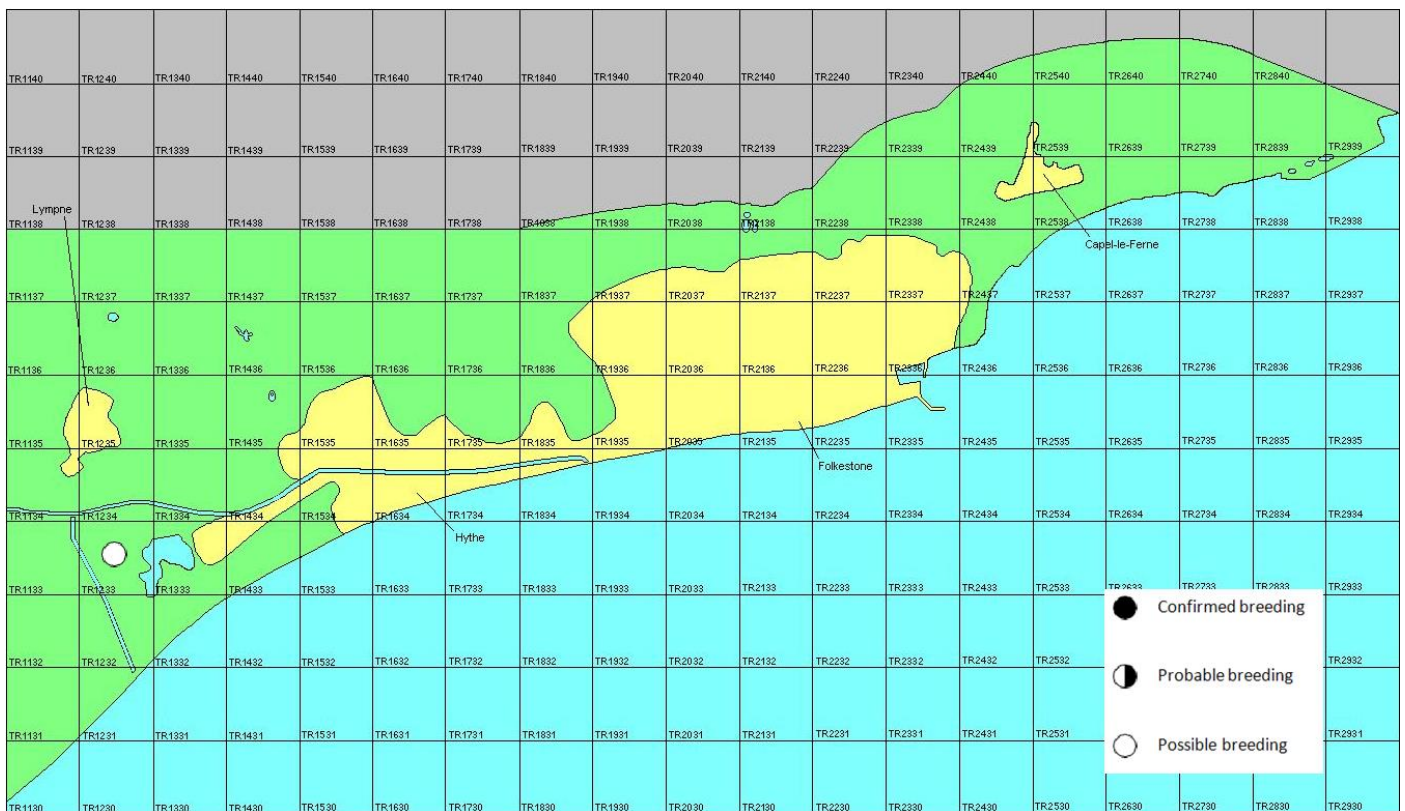 TR1140 TR1240 TR1340 TR1440 TR1540 TR1640 TR1740 TR1840 TR1940 TR2040 TR2140 TR2240 TR2340 TR2440 TR2540 TR2640 TR2740 TR2840
TR1139 TR1239 TR1339 TR1439 TR1539 TR1639 TR1739 TR1839 TR1939 TR2039 TR2139 TR2239 TR2339 TR2439 TR2539 TR2639 TR2739 TR2839 TR2939
Lympne
TR1138 TR1238 TR1338 TR1438 TR1538 TR1638 TR1738 TR1938 TR2038 TR2138 TR2238 TR2338 TR2438 TR2538 TR2638 TR2738 TR2838 TR2938
Capel-le-Ferne
TR1137 TR1237 TR1337 TR1437 TR1537 TR1637 TR1737 TR1837 TR1937 TR2037 TR2137 TR2237 TR2337 TR2437 TR2537 TR2637 TR2737 TR2837 TR2937
TR1136 TR1236 TR1336 TR1436 TR1536 TR1636 TR1736 TR1836 TR1936 TR2036 TR2136 TR2236 TR2336 TR2436 TR2536 TR2636 TR2736 TR2836 TR2936
TR1135 TR1235 TR1335 TR1435 TR1535 TR1635 TR1735 TR1835 TR1935 TR2035 TR2135 TR2235 TR2335 TR2435 TR2535 TR2635 TR2735 TR2835 TR2935
Folkestone
TR1134 TR1234 TR1334 TR1434 TR1534 TR1634 TR1734 TR1834 TR1934 TR2034 TR2134 TR2234 TR2334 TR2434 TR2534 TR2634 TR2734 TR2834 TR2934
Hythe
TR1133 TR1233 TR1333 TR1433 TR1533 TR1633 TR1733 TR1833 TR1933 TR2033 TR2133 TR2233 TR2333 TR2433 TR2533 TR2633 TR2733 TR2833 TR2933
Confirmed breeding
TR1132 TR1232 TR1332 TR1432 TR1532 TR1632 TR1732 TR1832 TR1932 TR2032 TR2132 TR2232 TR2332 TR2432 TR2532 TR2932
Probable breeding
TR1131 TR1231 TR1331 TR1431 TR1531 TR1631 TR1731 TR1831 TR1931 TR2031 TR2131 TR2231 TR2331 TR2431 TR2531 TR2931
Possible breeding
TR1130 TR1230 TR1330 TR1430 TR1530 TR1630 TR1730 TR1830 TR1930 TR2030 TR2130 TR2230 TR2330 TR2430 TR2530 TR2630 TR2730 TR2830 TR2930